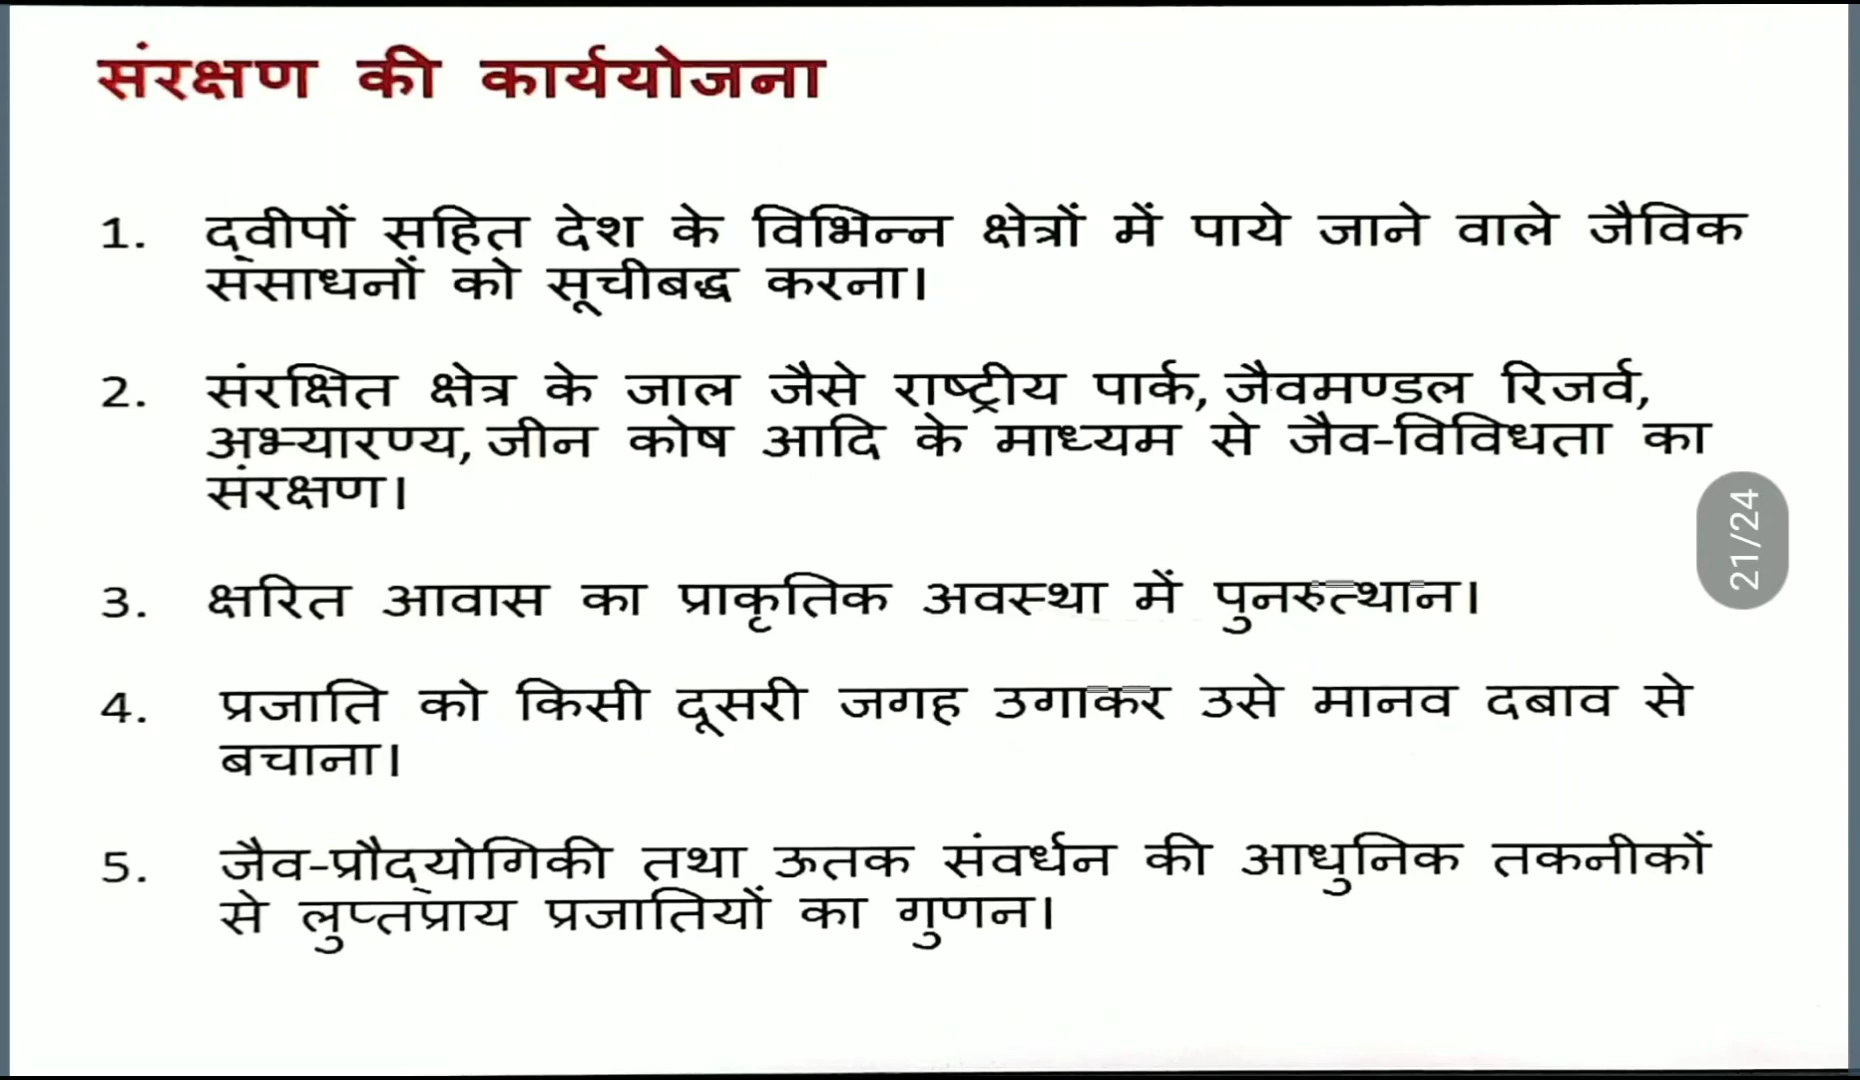 संरक्षण की कार्ययोजना
1. द्वीपों सहित देश के विभिन्न क्षेत्रों में पाये जाने वाले जैविक
संसाधनों को सूचीबद्ध करना।
2. संरक्षित क्षेत्र के जाल जैसे राष्ट्रीय पार्क, जैवमण्डल रिजर्व,
अभ्यारण्य, जीन कोष आदि के माध्यम से जैव-विविधता का
संरक्षण।
21/24
3. क्षरित आवास का प्राकृतिक अवस्था में पुनरुत्थान।
4. प्रजाति को किसी दूसरी जगह उगाकर उसे मानव दबाव से
बचाना।
5. जैव-प्रौद्योगिकी तथा ऊतक संवर्धन की आधुनिक तकनीकों
से लुप्तप्राय प्रजातियों का गुणन।